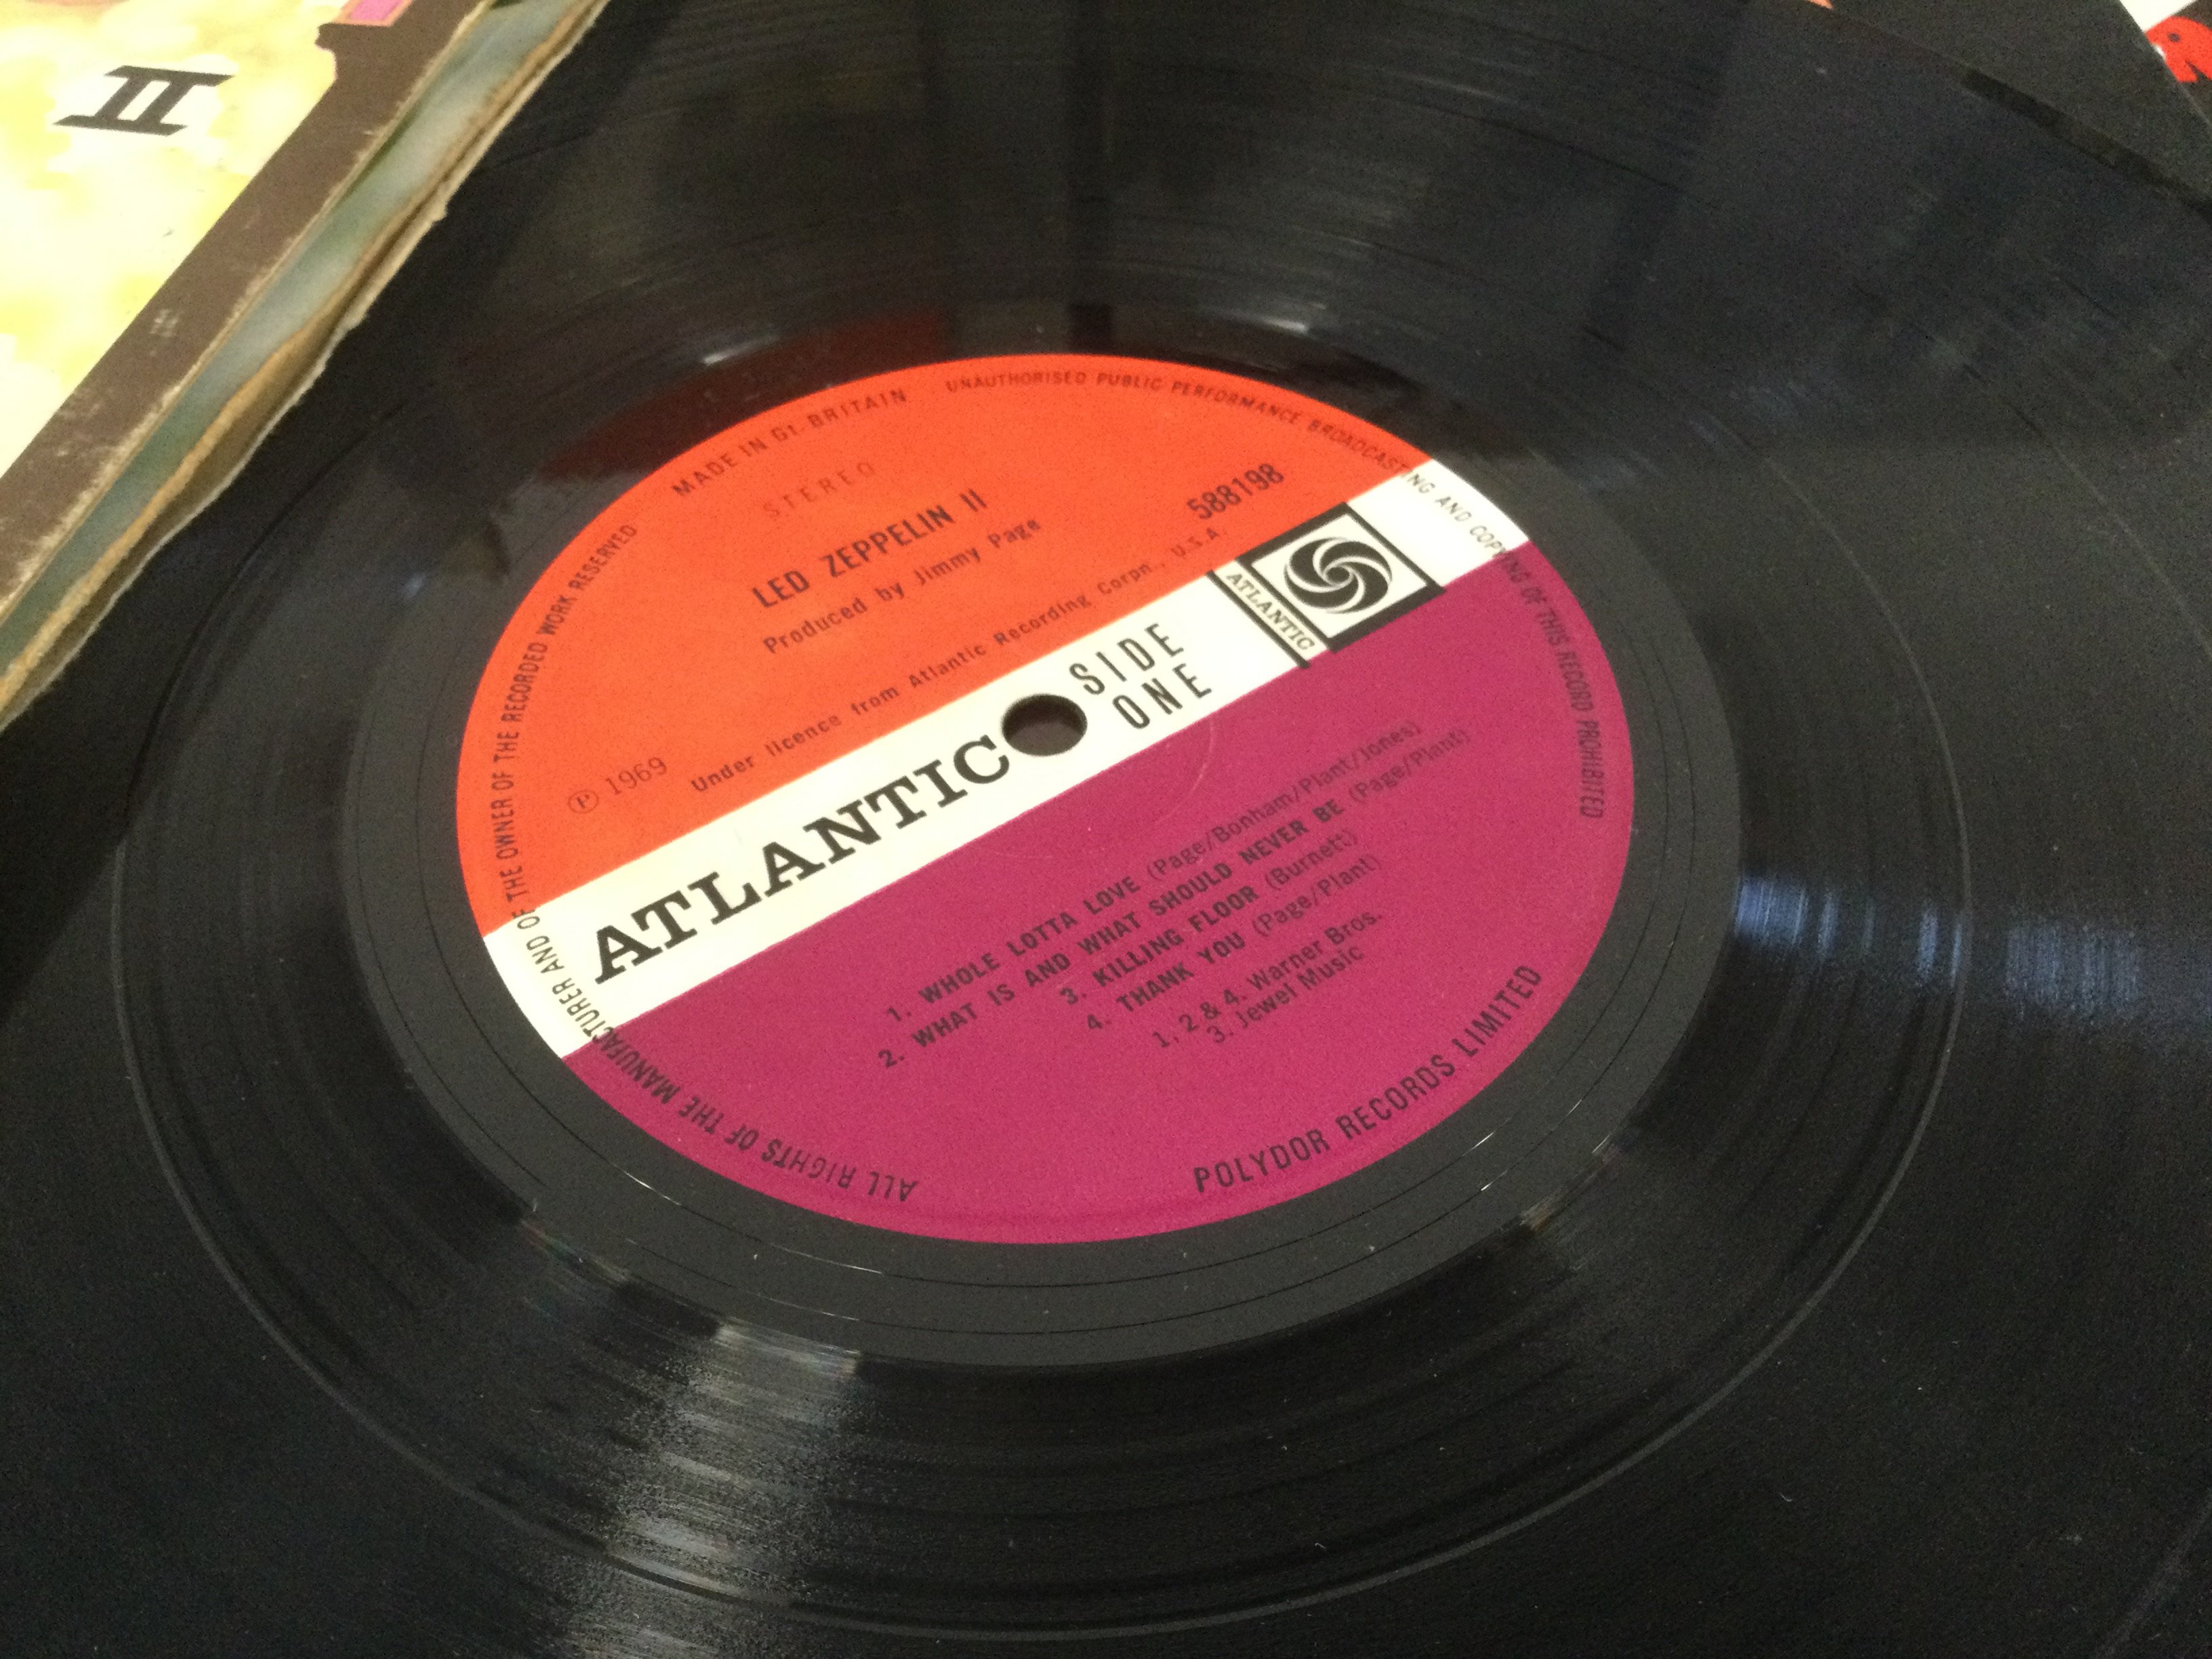 II
MADE IN Gt. BRITAIN
UNAUTHORISED PUBLIC PERFORMANCE BROADCASTING AND COPYING OF THIS RECORD PROHIBITED
STEREO
LED ZEPPELIN II
588198
Produced by Jimmy Page
℗ 1969
Under licence from Atlantic Recording Corpn., U.S.A.
ATLANTIC
SIDE
ONE
ATLANTIC
1. WHOLE LOTTA LOVE (Page/Bonham/Plant/Jones)
2. WHAT IS AND WHAT SHOULD NEVER BE (Page/Plant)
3. KILLING FLOOR (Burnett)
4. THANK YOU (Page/Plant)
1, 2 & 4. Warner Bros.
3. Jewel Music
POLYDOR RECORDS LIMITED
ALL RIGHTS OF THE MANUFACTURER AND OF THE OWNER OF THE RECORDED WORK RESERVED